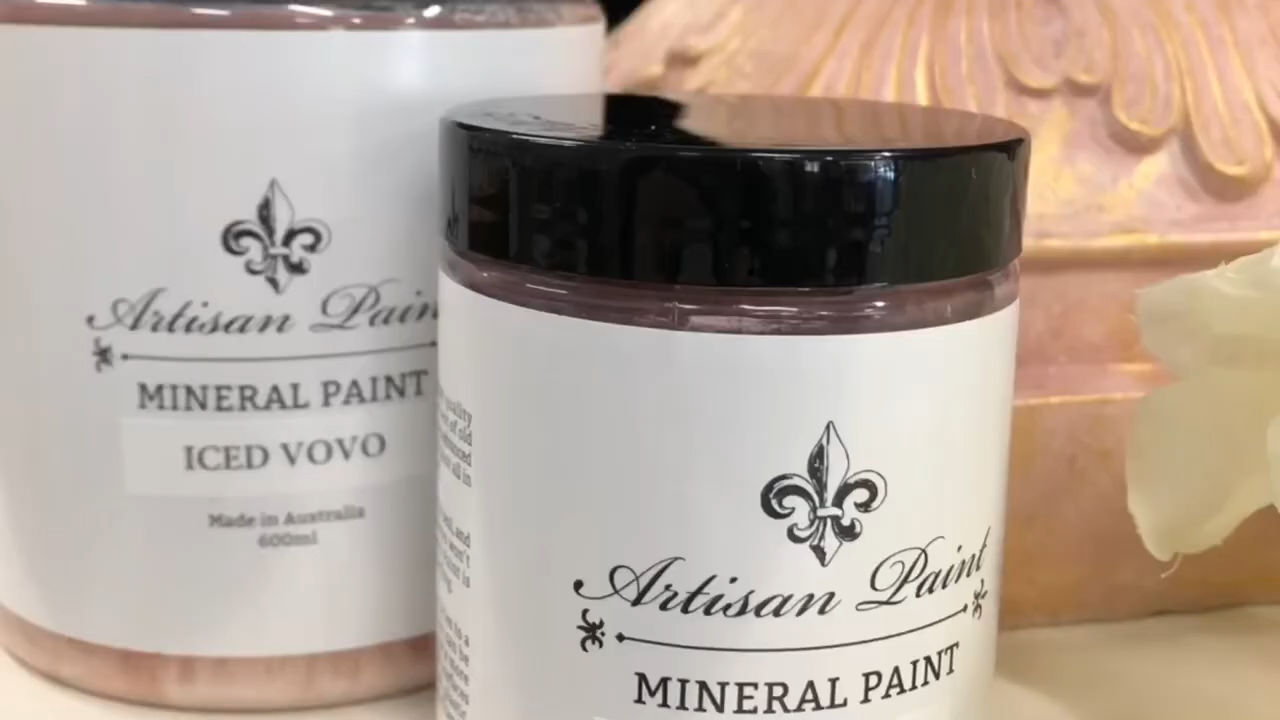 Artisan Pain
MINERAL PAINT
ICED VOVO
Made in Australia
600ml
Artisan Paint
MINERAL PAINT